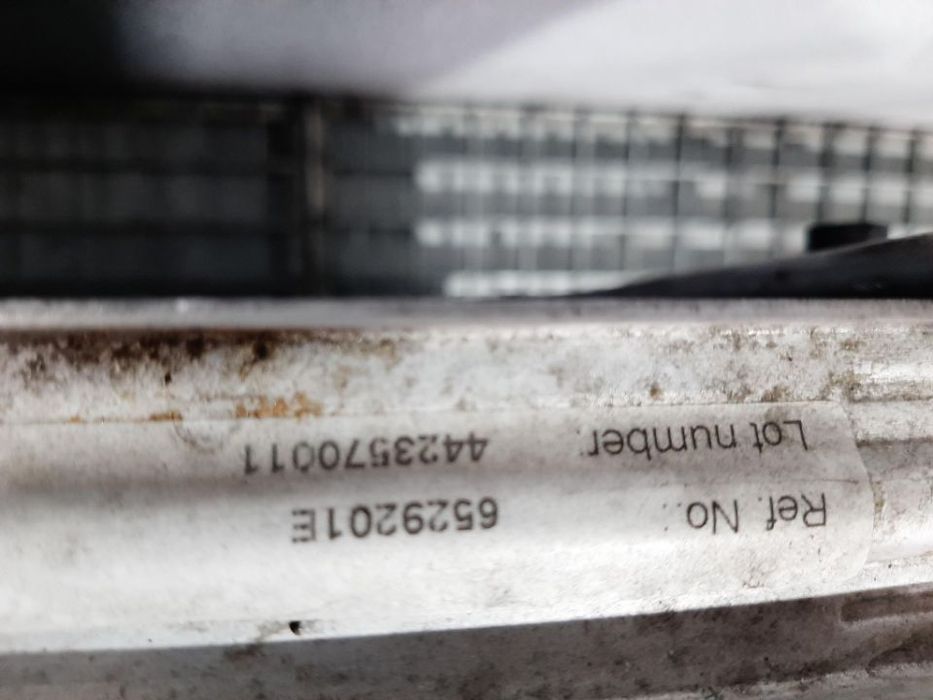 Ref. No.: 6529201E
Lot number: 4423570011